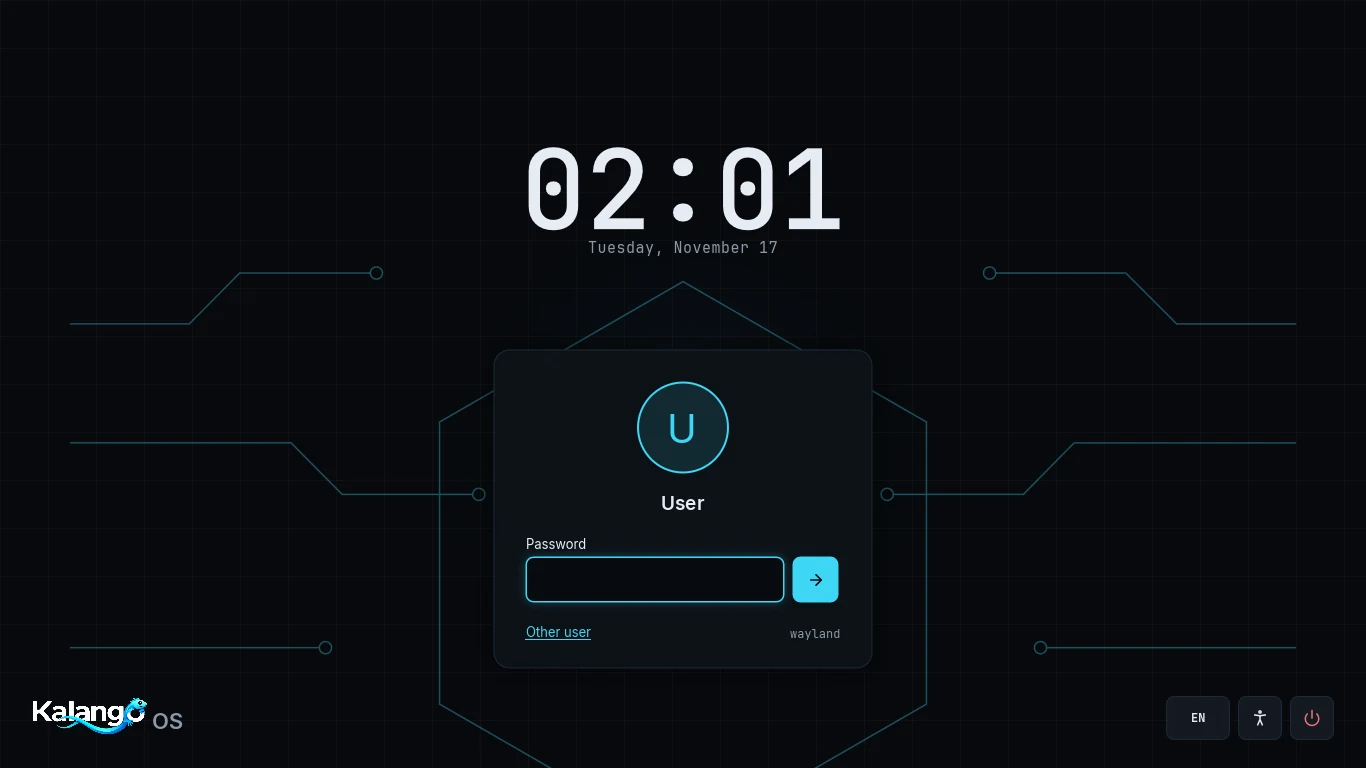 02:01
Tuesday, November 17
U
User
Password
Other user
wayland
Kalango OS
EN